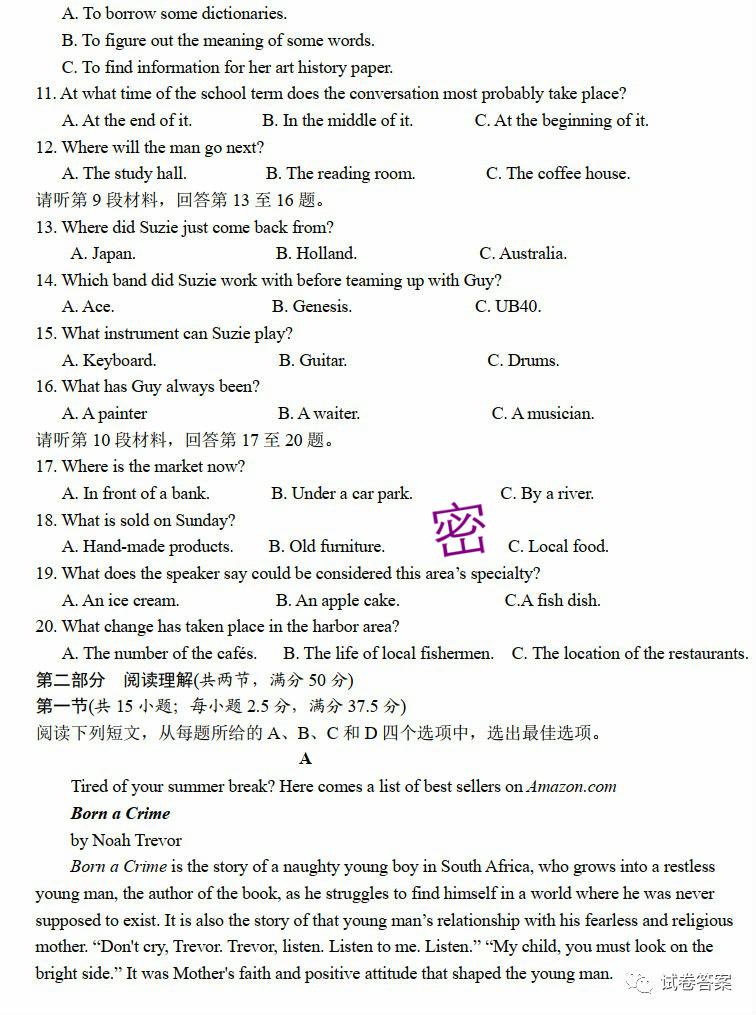 A. To borrow some dictionaries.
B. To figure out the meaning of some words.
C. To find information for her art history paper.
11. At what time of the school term does the conversation most probably take place?
A. At the end of it. B. In the middle of it. C. At the beginning of it.
12. Where will the man go next?
A. The study hall. B. The reading room. C. The coffee house.
请听第 9 段材料，回答第 13 至 16 题。
13. Where did Suzie just come back from?
A. Japan. B. Holland. C. Australia.
14. Which band did Suzie work with before teaming up with Guy?
A. Ace. B. Genesis. C. UB40.
15. What instrument can Suzie play?
A. Keyboard. B. Guitar. C. Drums.
16. What has Guy always been?
A. A painter B. A waiter. C. A musician.
请听第 10 段材料，回答第 17 至 20 题。
17. Where is the market now?
A. In front of a bank. B. Under a car park. C. By a river.
18. What is sold on Sunday?
密
A. Hand-made products. B. Old furniture. C. Local food.
19. What does the speaker say could be considered this area's specialty?
A. An ice cream. B. An apple cake. C.A fish dish.
20. What change has taken place in the harbor area?
A. The number of the cafés. B. The life of local fishermen. C. The location of the restaurants.
第二部分 阅读理解(共两节，满分 50 分)
第一节(共 15 小题；每小题 2.5 分，满分 37.5 分)
阅读下列短文，从每题所给的 A、B、C 和 D 四个选项中，选出最佳选项。
A
Tired of your summer break? Here comes a list of best sellers on Amazon.com
Born a Crime
by Noah Trevor
Born a Crime is the story of a naughty young boy in South Africa, who grows into a restless
young man, the author of the book, as he struggles to find himself in a world where he was never
supposed to exist. It is also the story of that young man's relationship with his fearless and religious
mother. “Don't cry, Trevor. Trevor, listen. Listen to me. Listen.” “My child, you must look on the
bright side.” It was Mother's faith and positive attitude that shaped the young man.
试卷答案